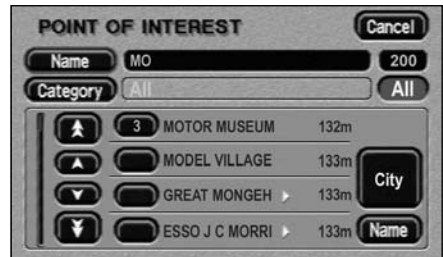 POINT OF INTEREST Cancel
Name MO 200
Category All All
3 MOTOR MUSEUM 132m
MODEL VILLAGE 133m
City
GREAT MONGEH 133m
ESSO J C MORRI 133m Name